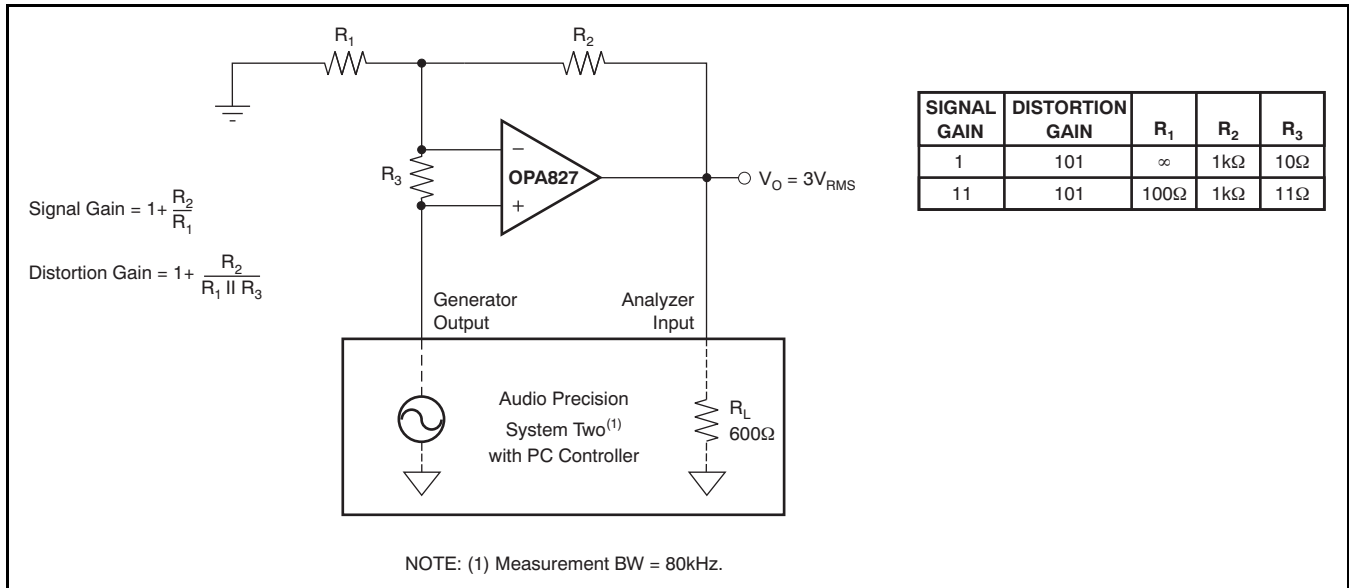 R1
R2
R3
−
OPA827
+
VO = 3VRMS
Signal Gain = 1+ R2/R1
Distortion Gain = 1+ R2/(R1 II R3)
Generator
Output
Analyzer
Input
Audio Precision
System Two(1)
with PC Controller
RL
600Ω
SIGNAL GAIN DISTORTION GAIN R1 R2 R3
1 101 ∞ 1kΩ 10Ω
11 101 100Ω 1kΩ 11Ω
NOTE: (1) Measurement BW = 80kHz.